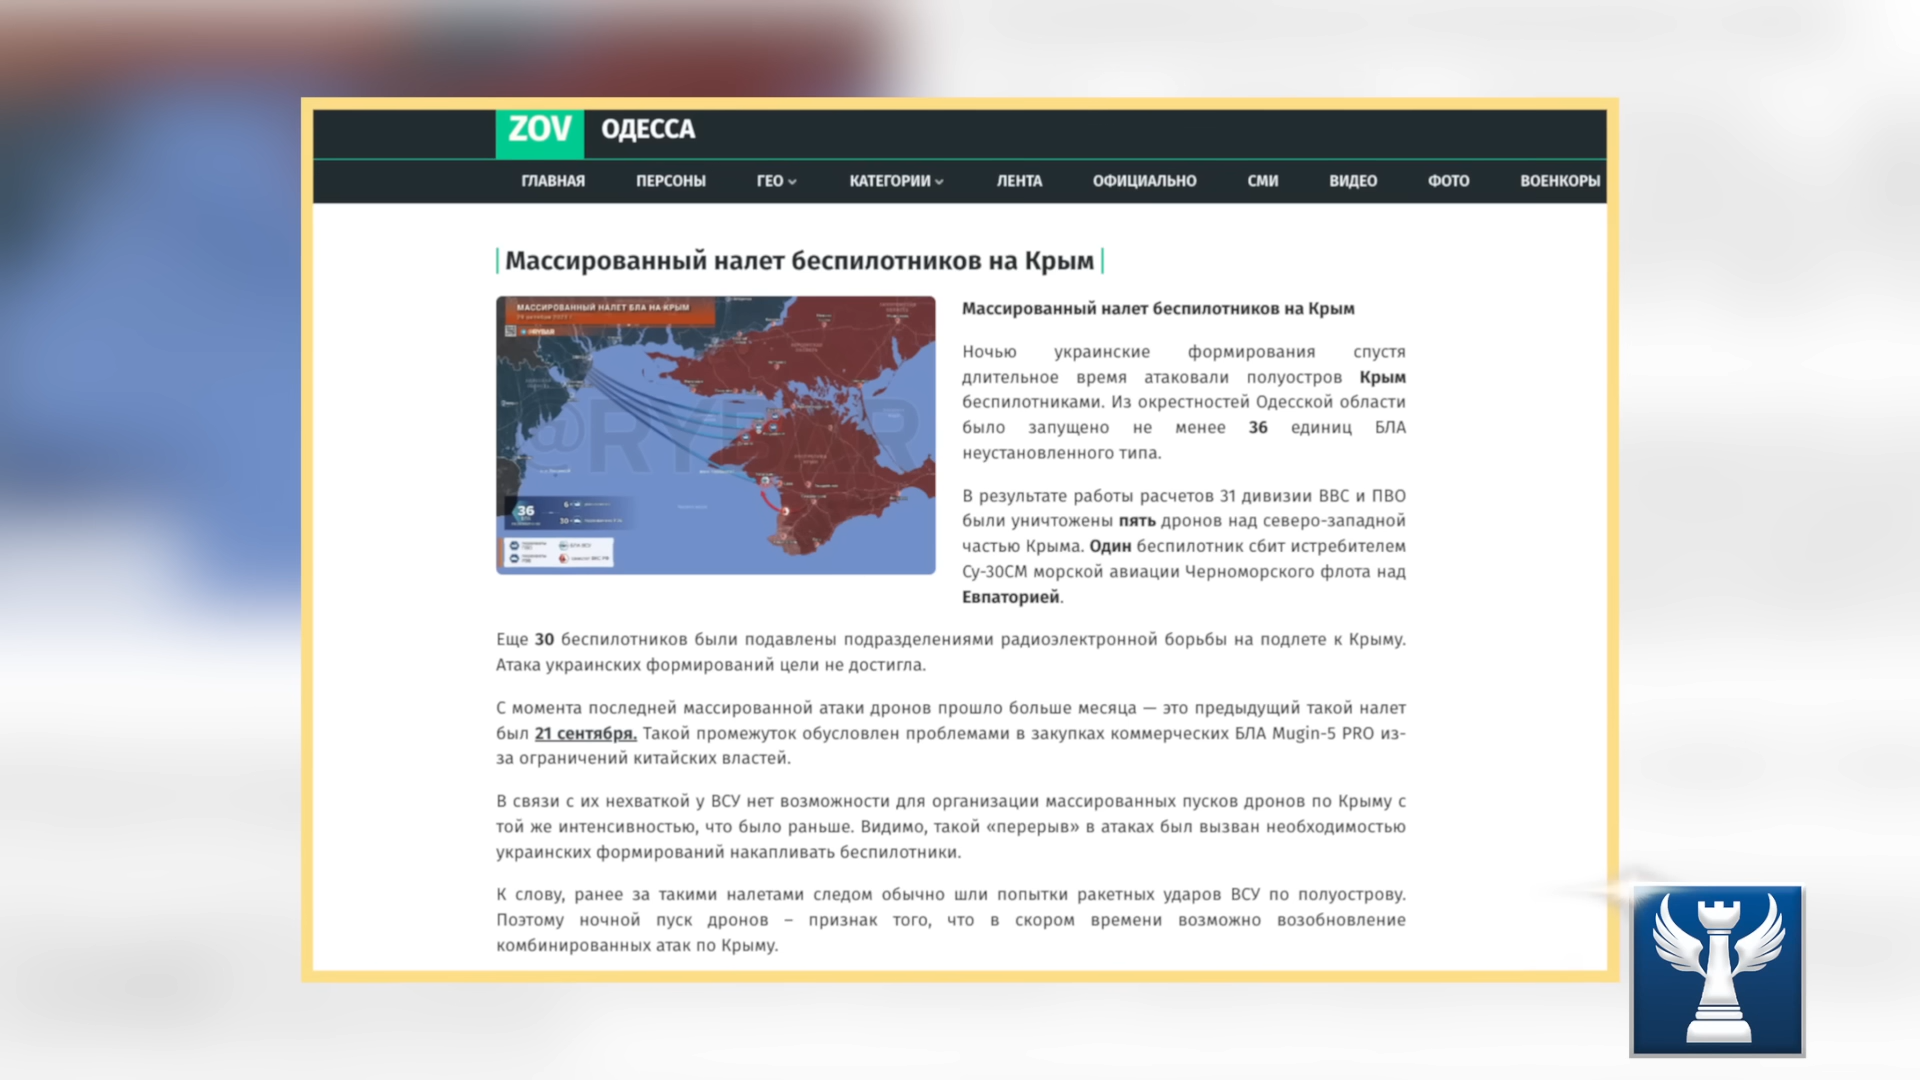 ZOV ОДЕССА
ГЛАВНАЯ ПЕРСОНЫ ГЕО КАТЕГОРИИ ЛЕНТА ОФИЦИАЛЬНО СМИ ВИДЕО ФОТО ВОЕНКОРЫ
Массированный налет беспилотников на Крым
МАССИРОВАННЫЙ НАЛЕТ БЛА НА КРЫМ
@RYBAR
36
Массированный налет беспилотников на Крым
Ночью украинские формирования спустя
длительное время атаковали полуостров Крым
беспилотниками. Из окрестностей Одесской области
было запущено не менее 36 единиц БЛА
неустановленного типа.
В результате работы расчетов 31 дивизии ВВС и ПВО
были уничтожены пять дронов над северо-западной
частью Крыма. Один беспилотник сбит истребителем
Су-30СМ морской авиации Черноморского флота над
Евпаторией.
Еще 30 беспилотников были подавлены подразделениями радиоэлектронной борьбы на подлете к Крыму.
Атака украинских формирований цели не достигла.
С момента последней массированной атаки дронов прошло больше месяца — это предыдущий такой налет
был 21 сентября. Такой промежуток обусловлен проблемами в закупках коммерческих БЛА Mugin-5 PRO из-
за ограничений китайских властей.
В связи с их нехваткой у ВСУ нет возможности для организации массированных пусков дронов по Крыму с
той же интенсивностью, что было раньше. Видимо, такой «перерыв» в атаках был вызван необходимостью
украинских формирований накапливать беспилотники.
К слову, ранее за такими налетами следом обычно шли попытки ракетных ударов ВСУ по полуострову.
Поэтому ночной пуск дронов – признак того, что в скором времени возможно возобновление
комбинированных атак по Крыму.